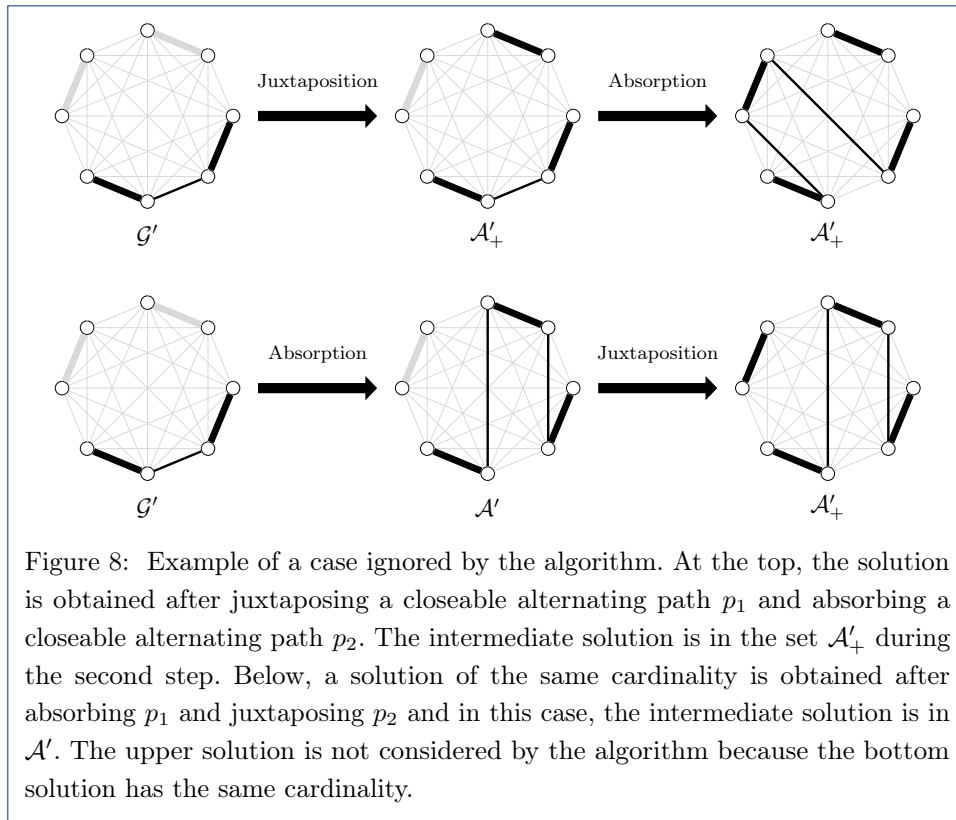 Juxtaposition
Absorption
𝒢′
𝒜′₊
𝒜′₊
Absorption
Juxtaposition
𝒢′
𝒜′
𝒜′₊
Figure 8: Example of a case ignored by the algorithm. At the top, the solution
is obtained after juxtaposing a closeable alternating path p₁ and absorbing a
closeable alternating path p₂. The intermediate solution is in the set 𝒜′₊ during
the second step. Below, a solution of the same cardinality is obtained after
absorbing p₁ and juxtaposing p₂ and in this case, the intermediate solution is in
𝒜′. The upper solution is not considered by the algorithm because the bottom
solution has the same cardinality.